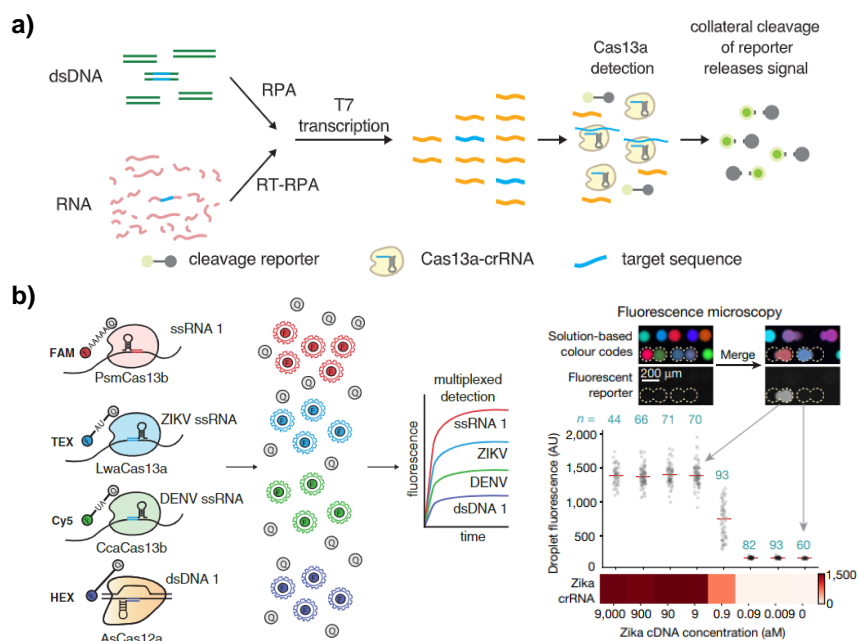 a)
dsDNA
RNA
RPA
RT-RPA
T7
transcription
Cas13a
detection
collateral cleavage
of reporter
releases signal
cleavage reporter
Cas13a-crRNA
target sequence
b)
FAM
AAAAA
Q
ssRNA 1
PsmCas13b
TEX
AU
Q
ZIKV ssRNA
LwaCas13a
Cy5
UA
Q
DENV ssRNA
CcaCas13b
HEX
Q
dsDNA 1
AsCas12a
Q
F
fluorescence
multiplexed
detection
ssRNA 1
ZIKV
DENV
dsDNA 1
time
Fluorescence microscopy
Solution-based
colour codes
Merge
Fluorescent
reporter
200 µm
n = 44 66 71 70
93
82 93 60
Droplet fluorescence (AU)
2,000
1,500
1,000
500
0
Zika
crRNA
1,500
0
9,000 900 90 9 0.9 0.09 0.009 0
Zika cDNA concentration (aM)